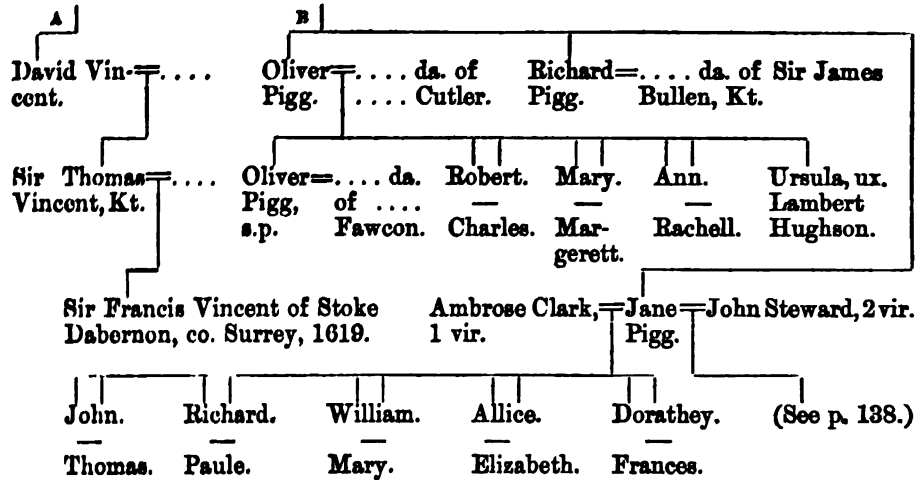 A B
David Vin-=.... Oliver=.... da. of Richard=.... da. of Sir James
cent. Pigg. .... Cutler. Pigg. Bullen, Kt.
Sir Thomas=.... Oliver=.... da. Robert. Mary. Ann. Ursula, ux.
Vincent, Kt. Pigg, of .... — — — Lambert
s.p. Fawcon. Charles. Mar- Rachell. Hughson.
gerett.
Sir Francis Vincent of Stoke Ambrose Clark,=Jane=John Steward, 2 vir.
Dabernon, co. Surrey, 1619. 1 vir. Pigg.
John. Richard. William. Allice. Dorathey. (See p. 138.)
— — — — —
Thomas. Paule. Mary. Elizabeth. Frances.